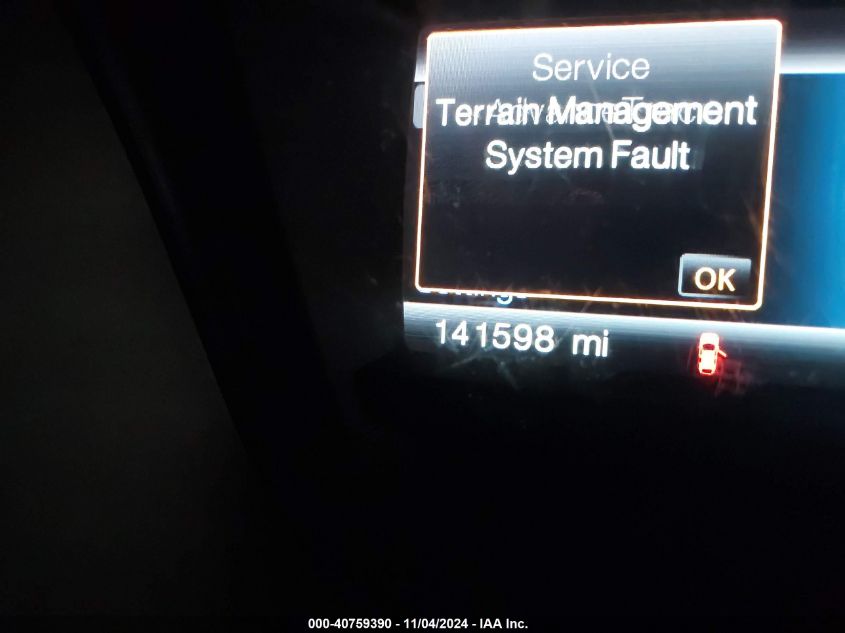 Service
Terrain Management
System Fault
OK
141598 mi
000-40759390 - 11/04/2024 - IAA Inc.